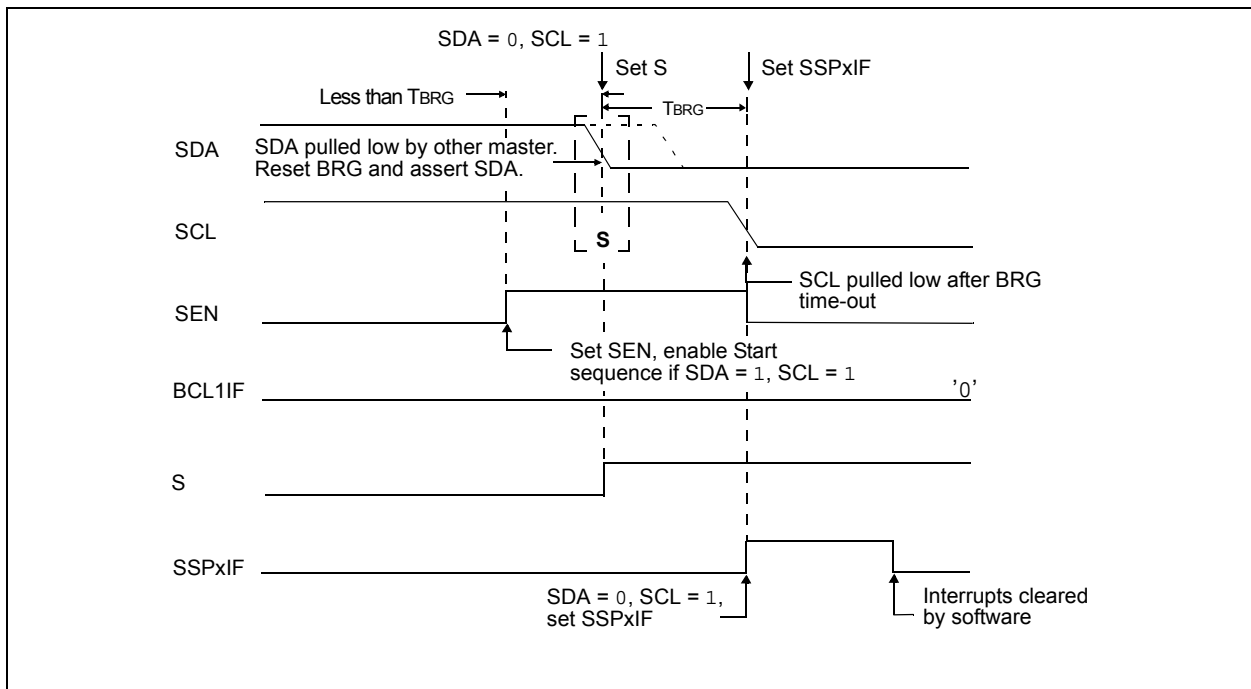 SDA = 0, SCL = 1
Set S
Set SSPxIF
Less than TBRG
TBRG
SDA
SDA pulled low by other master.
Reset BRG and assert SDA.
SCL
S
SCL pulled low after BRG
time-out
SEN
Set SEN, enable Start
sequence if SDA = 1, SCL = 1
BCL1IF
'0'
S
SSPxIF
SDA = 0, SCL = 1,
set SSPxIF
Interrupts cleared
by software